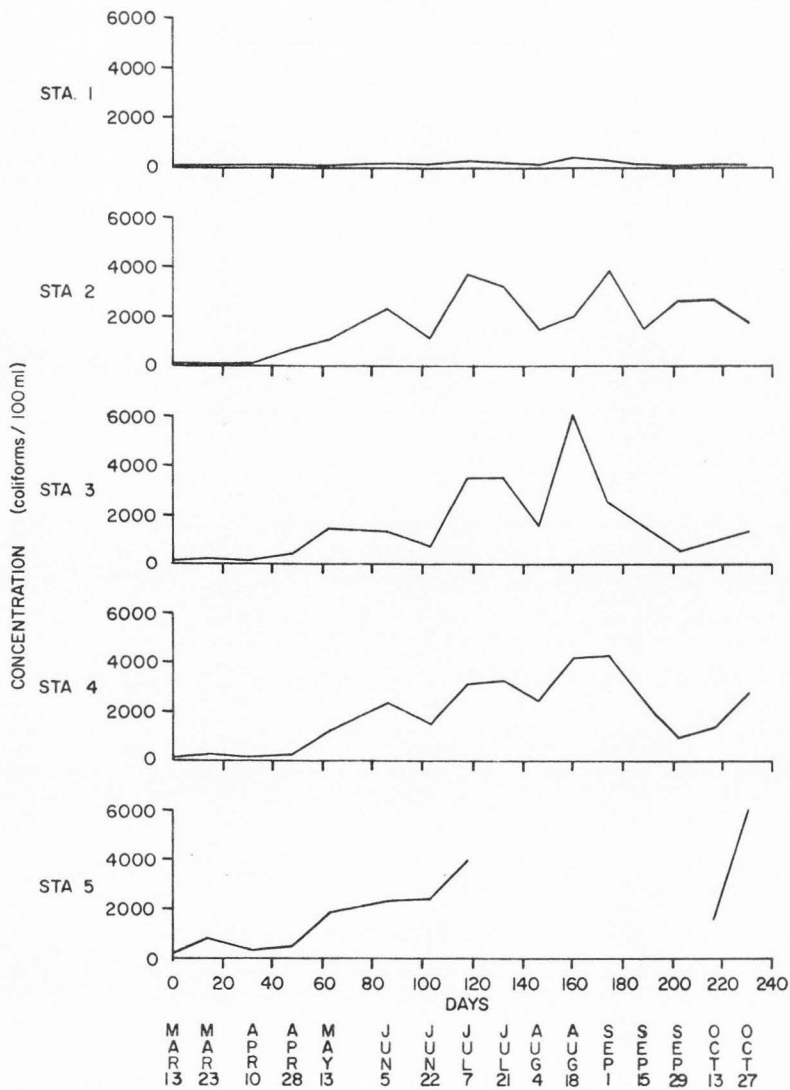 6000
4000
STA. 1
2000
0
6000
4000
STA 2
2000
0
6000
4000
STA 3
2000
0
6000
4000
STA 4
2000
0
6000
4000
STA 5
2000
0
CONCENTRATION (coliforms / 100 ml)
0 20 40 60 80 100 120 140 160 180 200 220 240
DAYS
MAR 13
MAR 23
APR 10
APR 28
MAY 13
JUN 5
JUN 22
JUL 7
JUL 21
AUG 4
AUG 18
SEP 1
SEP 15
SEP 29
OCT 13
OCT 27